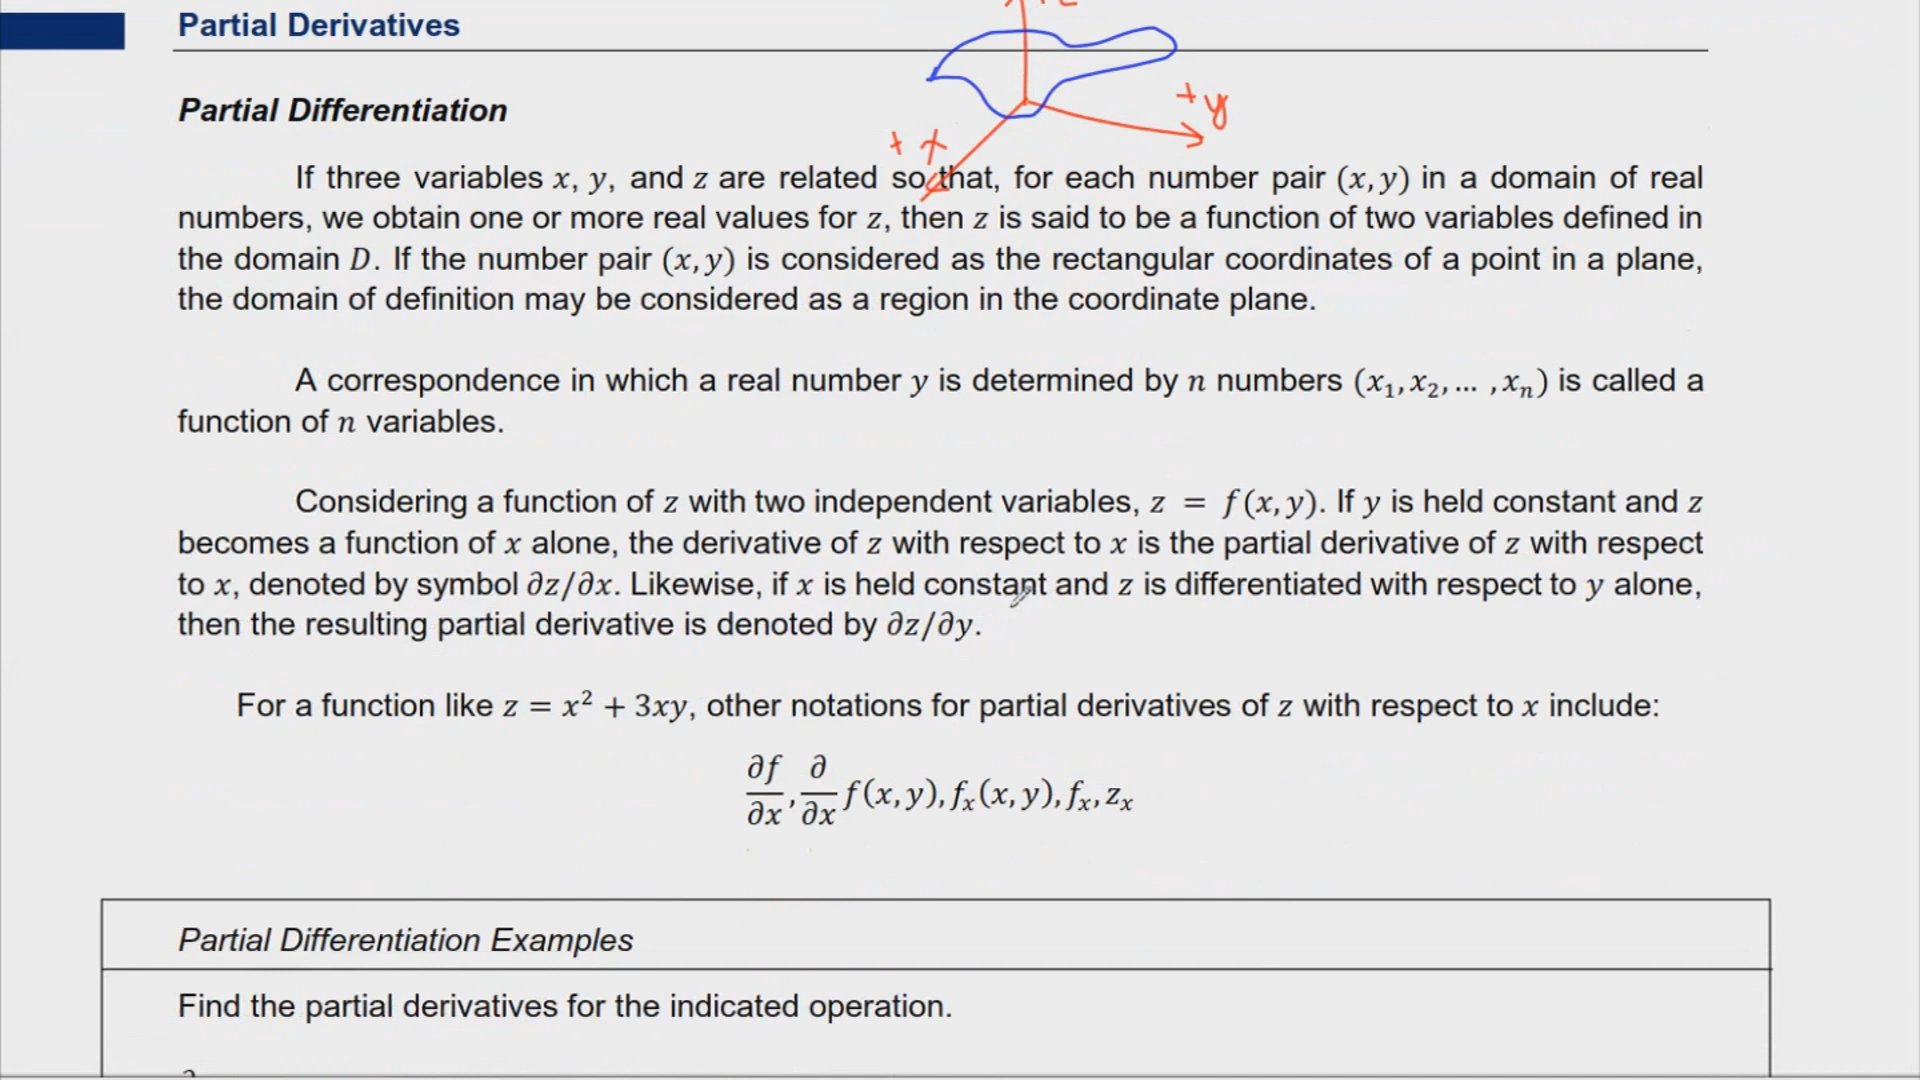 Partial Derivatives
Partial Differentiation
+ y
+ x
If three variables x, y, and z are related so that, for each number pair (x, y) in a domain of real
numbers, we obtain one or more real values for z, then z is said to be a function of two variables defined in
the domain D. If the number pair (x, y) is considered as the rectangular coordinates of a point in a plane,
the domain of definition may be considered as a region in the coordinate plane.
A correspondence in which a real number y is determined by n numbers (x₁, x₂, … , xₙ) is called a
function of n variables.
Considering a function of z with two independent variables, z = f(x, y). If y is held constant and z
becomes a function of x alone, the derivative of z with respect to x is the partial derivative of z with respect
to x, denoted by symbol ∂z/∂x. Likewise, if x is held constant and z is differentiated with respect to y alone,
then the resulting partial derivative is denoted by ∂z/∂y.
For a function like z = x² + 3xy, other notations for partial derivatives of z with respect to x include:
∂f/∂x, ∂/∂x f(x, y), fₓ(x, y), fₓ, zₓ
Partial Differentiation Examples
Find the partial derivatives for the indicated operation.